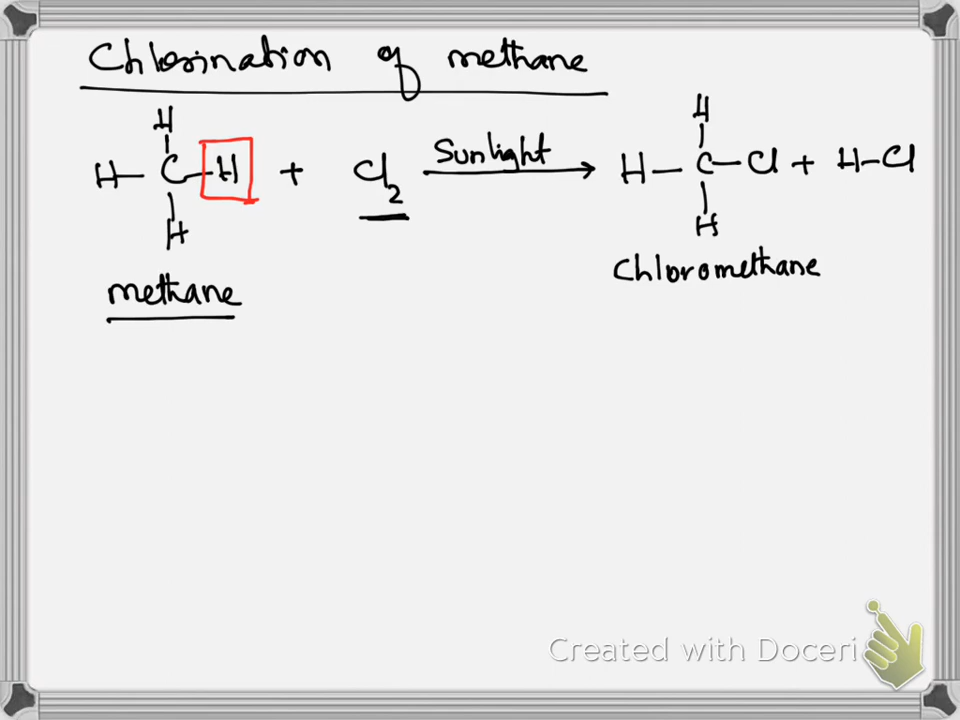 Chlorination of methane
H
H - C - H + Cl2 Sunlight → H - C - Cl + H-Cl
H
H
H
methane
Chloromethane
Created with Doceri